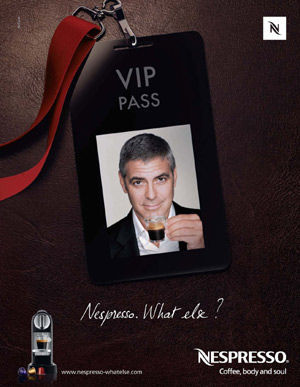 N
VIP
PASS
Nespresso. What else ?
NESPRESSO.
www.nespresso-whatelse.com
Coffee, body and soul